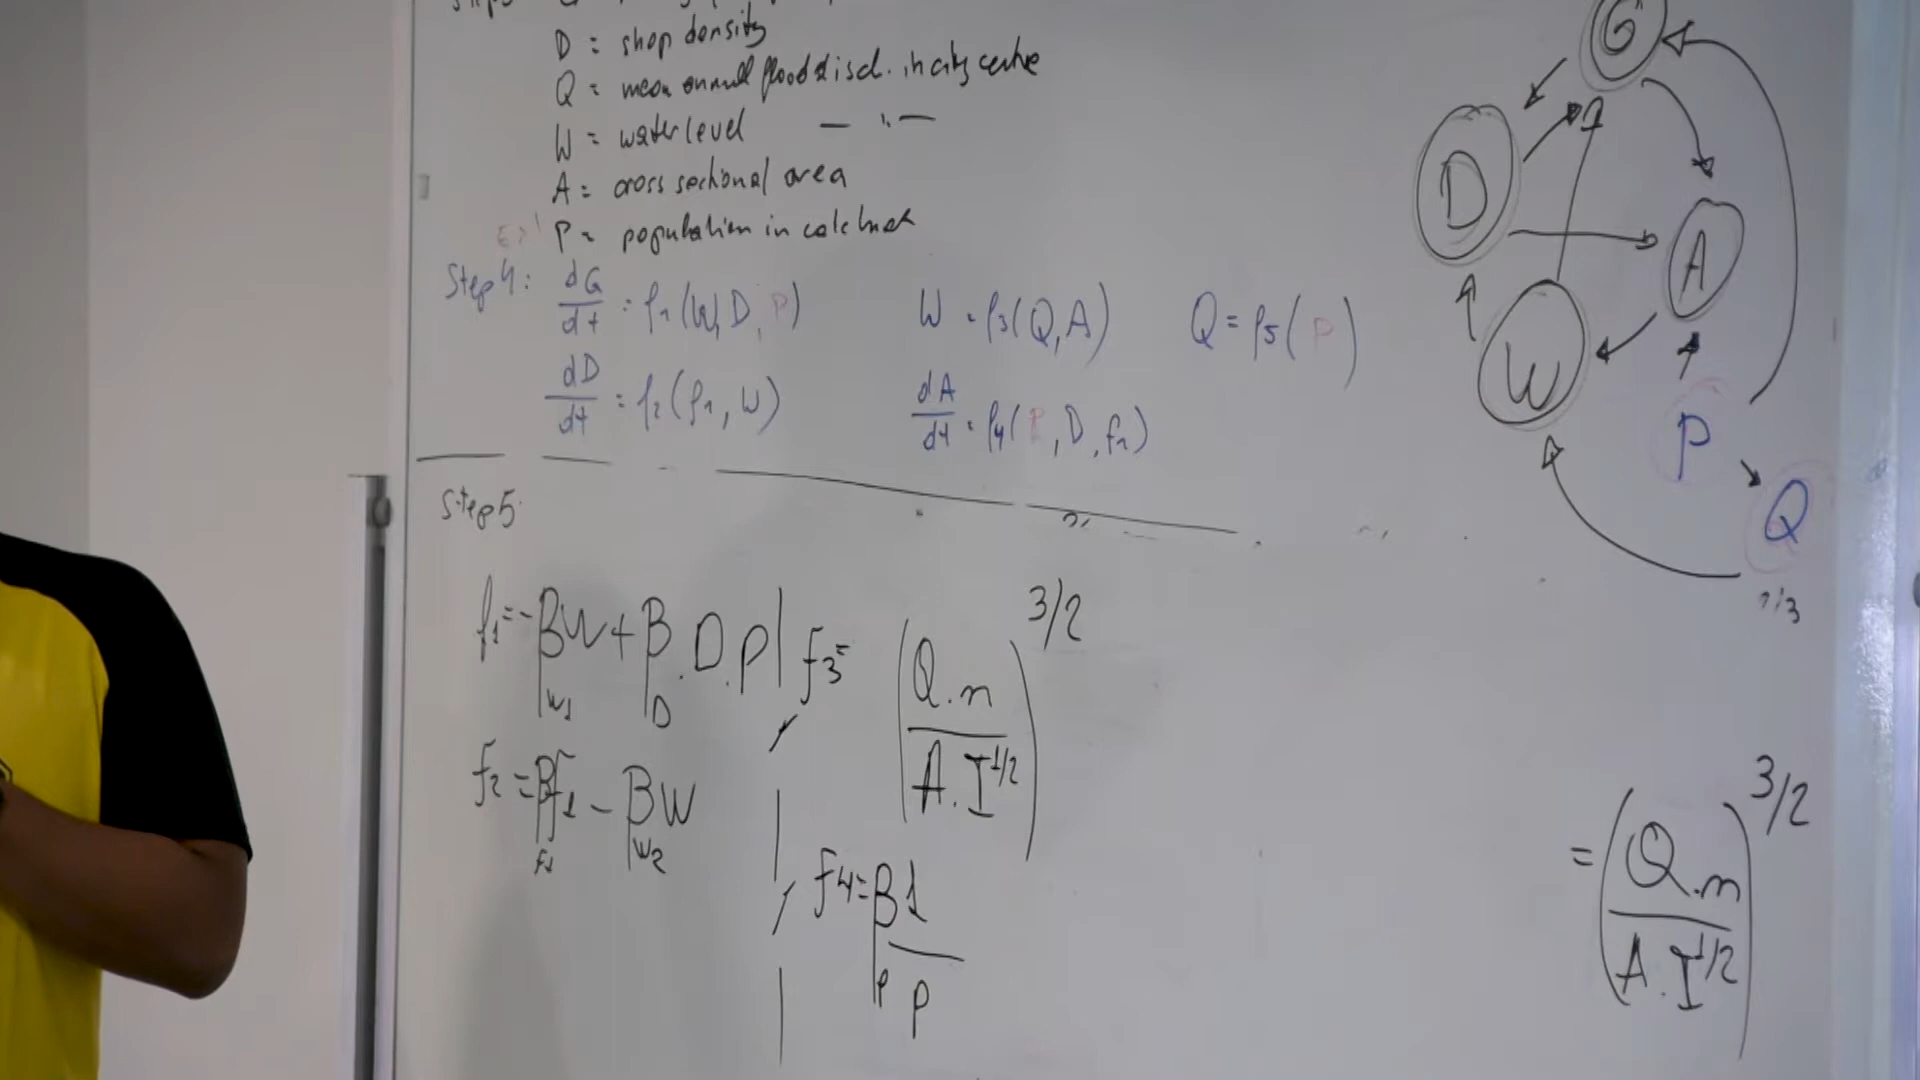 D = shop density
Q = mean annual flood disch. in city centre
W = water level — " —
A = cross sectional area
P = population in catchment
Step 4: dG/dt = f1(W, D, P)
W = f3(Q, A)
Q = f5(P)
dD/dt = f2(f1, W)
dA/dt = f4(P, D, f1)
Step 5
f1 = -βw1 W + βD . D . P
f2 = βf1 f1 - βw2 W
f3 = (Q.n / A.I^1/2)^3/2
f4 = βp 1/P
= (Q.n / A.I^1/2)^3/2
G
D
A
W
P
Q